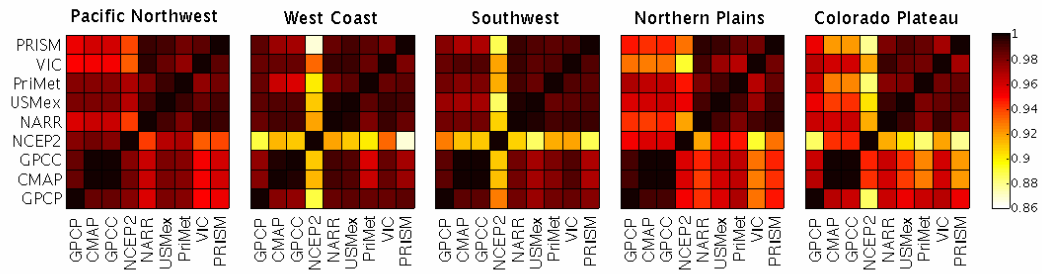 Pacific Northwest
West Coast
Southwest
Northern Plains
Colorado Plateau
PRISM
VIC
PriMet
USMex
NARR
NCEP2
GPCC
CMAP
GPCP
GPCP
CMAP
GPCC
NCEP2
NARR
USMex
PriMet
VIC
PRISM
GPCP
CMAP
GPCC
NCEP2
NARR
USMex
PriMet
VIC
PRISM
GPCP
CMAP
GPCC
NCEP2
NARR
USMex
PriMet
VIC
PRISM
GPCP
CMAP
GPCC
NCEP2
NARR
USMex
PriMet
VIC
PRISM
GPCP
CMAP
GPCC
NCEP2
NARR
USMex
PriMet
VIC
PRISM
1
0.98
0.96
0.94
0.92
0.9
0.88
0.86